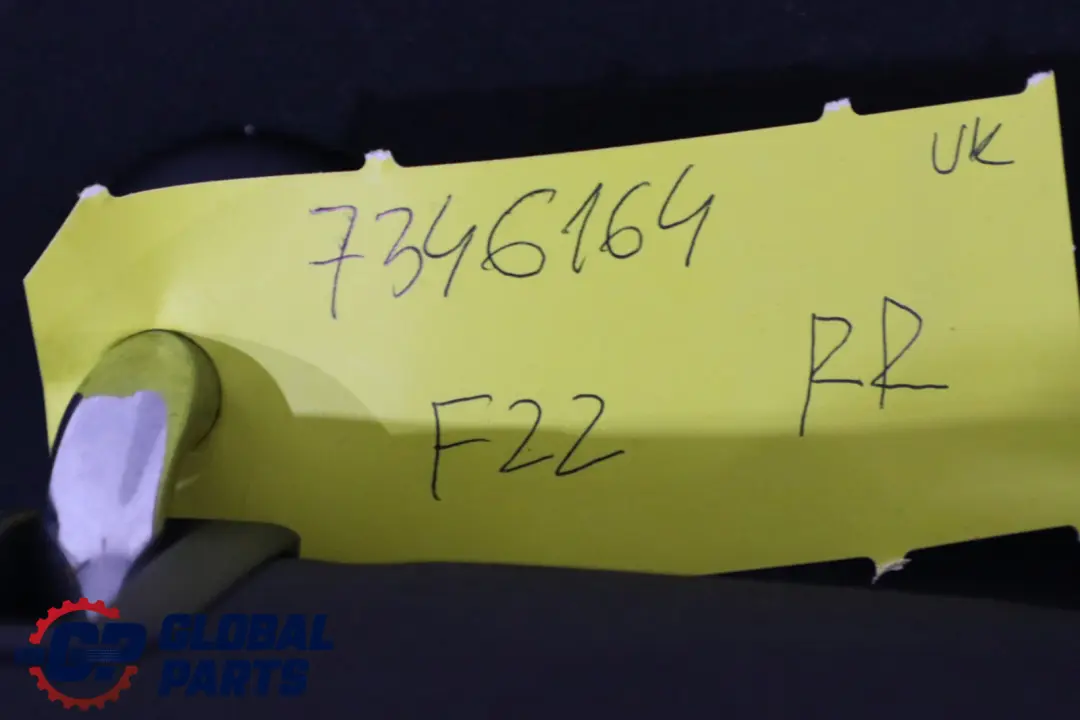 UK
7346164
RR
F22
GLOBAL
PARTS